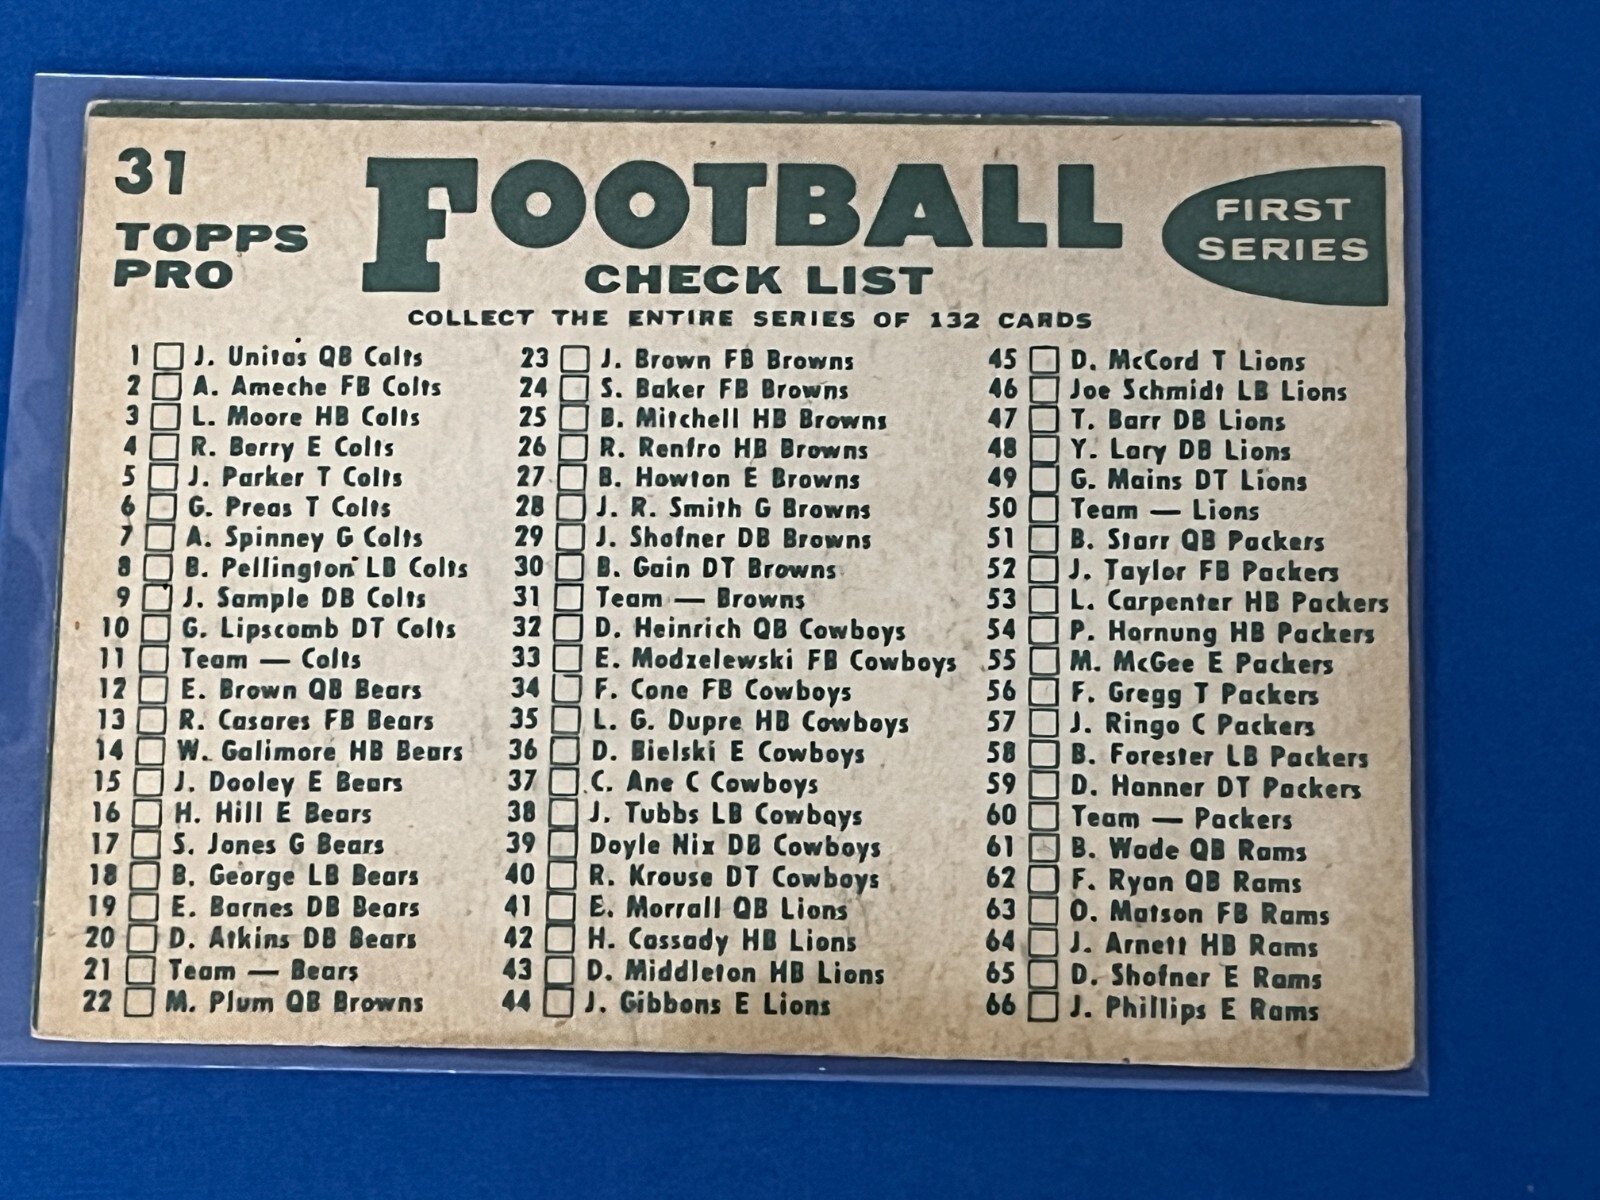 31
TOPPS
PRO
FOOTBALL
CHECK LIST
FIRST
SERIES
COLLECT THE ENTIRE SERIES OF 132 CARDS
1 J. Unitas QB Colts
2 A. Ameche FB Colts
3 L. Moore HB Colts
4 R. Berry E Colts
5 J. Parker T Colts
6 G. Preas T Colts
7 A. Spinney G Colts
8 B. Pellington LB Colts
9 J. Sample DB Colts
10 G. Lipscomb DT Colts
11 Team — Colts
12 E. Brown QB Bears
13 R. Casares FB Bears
14 W. Galimore HB Bears
15 J. Dooley E Bears
16 H. Hill E Bears
17 S. Jones G Bears
18 B. George LB Bears
19 E. Barnes DB Bears
20 D. Atkins DB Bears
21 Team — Bears
22 M. Plum QB Browns
23 J. Brown FB Browns
24 S. Baker FB Browns
25 B. Mitchell HB Browns
26 R. Renfro HB Browns
27 B. Howton E Browns
28 J. R. Smith G Browns
29 J. Shofner DB Browns
30 B. Gain DT Browns
31 Team — Browns
32 D. Heinrich QB Cowboys
33 E. Modzelewski FB Cowboys
34 F. Cone FB Cowboys
35 L. G. Dupre HB Cowboys
36 D. Bielski E Cowboys
37 C. Ane C Cowboys
38 J. Tubbs LB Cowboys
39 Doyle Nix DB Cowboys
40 R. Krouse DT Cowboys
41 E. Morrall QB Lions
42 H. Cassady HB Lions
43 D. Middleton HB Lions
44 J. Gibbons E Lions
45 D. McCord T Lions
46 Joe Schmidt LB Lions
47 T. Barr DB Lions
48 Y. Lary DB Lions
49 G. Mains DT Lions
50 Team — Lions
51 B. Starr QB Packers
52 J. Taylor FB Packers
53 L. Carpenter HB Packers
54 P. Hornung HB Packers
55 M. McGee E Packers
56 F. Gregg T Packers
57 J. Ringo C Packers
58 B. Forester LB Packers
59 D. Hanner DT Packers
60 Team — Packers
61 B. Wade QB Rams
62 F. Ryan QB Rams
63 O. Matson FB Rams
64 J. Arnett HB Rams
65 D. Shofner E Rams
66 J. Phillips E Rams